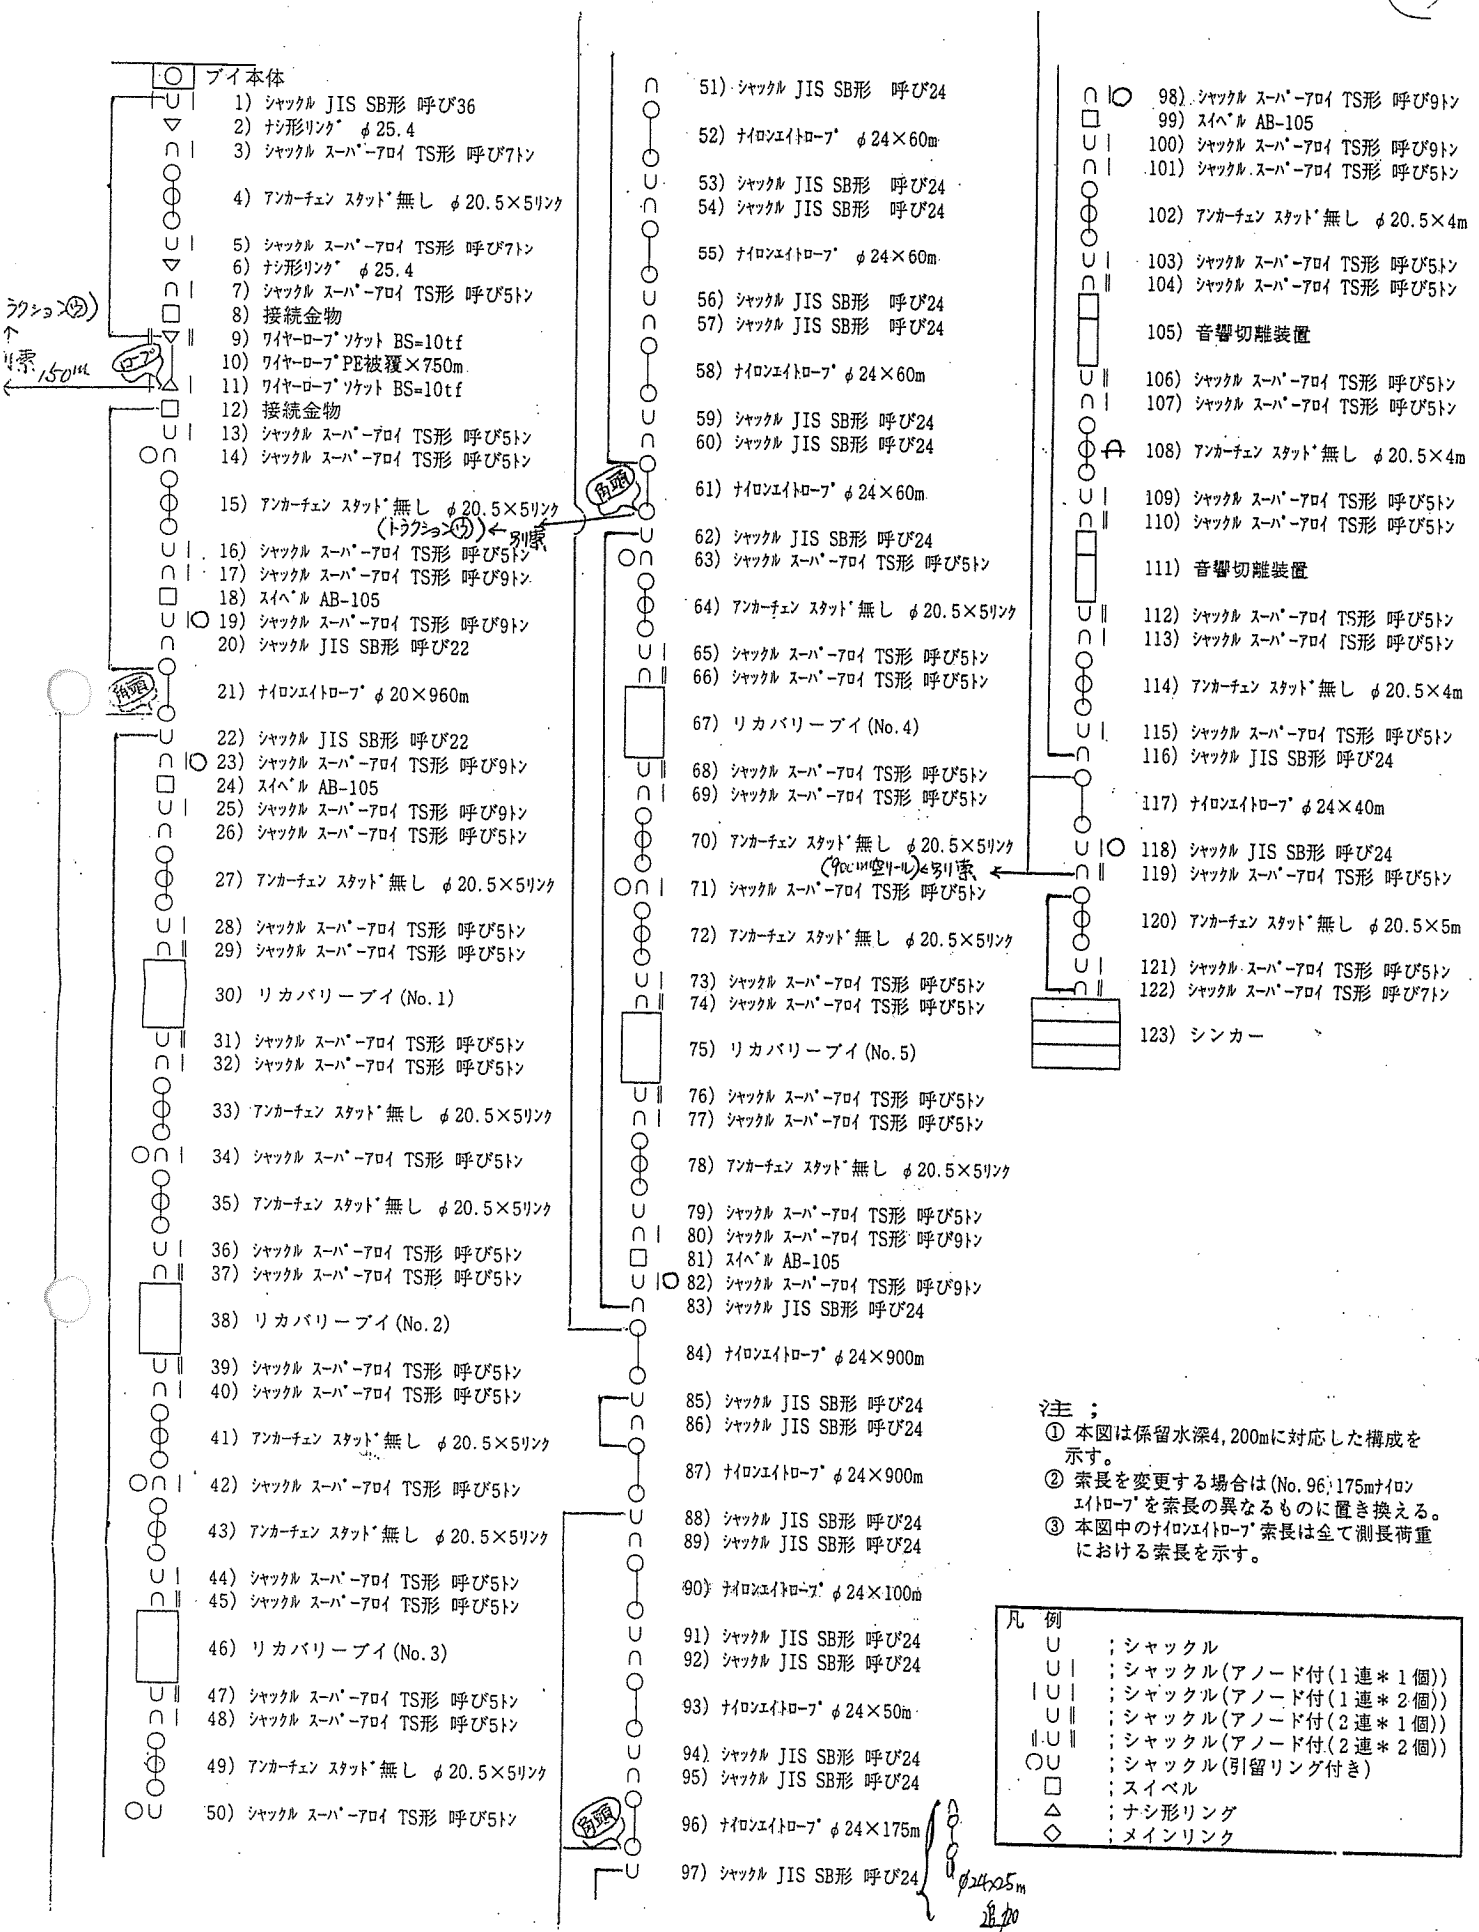 ブイ本体
1) シャックル JIS SB形 呼び36
2) ナシ形リング φ25.4
3) シャックル スーパーアロイ TS形 呼び7トン
4) アンカーチェン スタッド無し φ20.5×5リンク
5) シャックル スーパーアロイ TS形 呼び7トン
6) ナシ形リング φ25.4
7) シャックル スーパーアロイ TS形 呼び5トン
8) 接続金物
9) ワイヤーロープソケット BS=10tf
10) ワイヤーロープPE被覆×750m
11) ワイヤーロープソケット BS=10tf
12) 接続金物
13) シャックル スーパーアロイ TS形 呼び5トン
14) シャックル スーパーアロイ TS形 呼び5トン
15) アンカーチェン スタッド無し φ20.5×5リンク
16) シャックル スーパーアロイ TS形 呼び5トン
17) シャックル スーパーアロイ TS形 呼び9トン
18) スイベル AB-105
19) シャックル スーパーアロイ TS形 呼び9トン
20) シャックル JIS SB形 呼び22
21) ナイロンエイトロープ φ20×960m
22) シャックル JIS SB形 呼び22
23) シャックル スーパーアロイ TS形 呼び9トン
24) スイベル AB-105
25) シャックル スーパーアロイ TS形 呼び9トン
26) シャックル スーパーアロイ TS形 呼び5トン
27) アンカーチェン スタッド無し φ20.5×5リンク
28) シャックル スーパーアロイ TS形 呼び5トン
29) シャックル スーパーアロイ TS形 呼び5トン
30) リカバリーブイ(No.1)
31) シャックル スーパーアロイ TS形 呼び5トン
32) シャックル スーパーアロイ TS形 呼び5トン
33) アンカーチェン スタッド無し φ20.5×5リンク
34) シャックル スーパーアロイ TS形 呼び5トン
35) アンカーチェン スタッド無し φ20.5×5リンク
36) シャックル スーパーアロイ TS形 呼び5トン
37) シャックル スーパーアロイ TS形 呼び5トン
38) リカバリーブイ(No.2)
39) シャックル スーパーアロイ TS形 呼び5トン
40) シャックル スーパーアロイ TS形 呼び5トン
41) アンカーチェン スタッド無し φ20.5×5リンク
42) シャックル スーパーアロイ TS形 呼び5トン
43) アンカーチェン スタッド無し φ20.5×5リンク
44) シャックル スーパーアロイ TS形 呼び5トン
45) シャックル スーパーアロイ TS形 呼び5トン
46) リカバリーブイ(No.3)
47) シャックル スーパーアロイ TS形 呼び5トン
48) シャックル スーパーアロイ TS形 呼び5トン
49) アンカーチェン スタッド無し φ20.5×5リンク
50) シャックル スーパーアロイ TS形 呼び5トン
ラクション(ウ))
引索 150m
ロープ
角頭
(トラクション(ウ))←引索
51) シャックル JIS SB形 呼び24
52) ナイロンエイトロープ φ24×60m
53) シャックル JIS SB形 呼び24
54) シャックル JIS SB形 呼び24
55) ナイロンエイトロープ φ24×60m
56) シャックル JIS SB形 呼び24
57) シャックル JIS SB形 呼び24
58) ナイロンエイトロープ φ24×60m
59) シャックル JIS SB形 呼び24
60) シャックル JIS SB形 呼び24
角頭
61) ナイロンエイトロープ φ24×60m
62) シャックル JIS SB形 呼び24
63) シャックル スーパーアロイ TS形 呼び5トン
64) アンカーチェン スタッド無し φ20.5×5リンク
65) シャックル スーパーアロイ TS形 呼び5トン
66) シャックル スーパーアロイ TS形 呼び5トン
67) リカバリーブイ(No.4)
68) シャックル スーパーアロイ TS形 呼び5トン
69) シャックル スーパーアロイ TS形 呼び5トン
70) アンカーチェン スタッド無し φ20.5×5リンク
(900m空リール)←引索
71) シャックル スーパーアロイ TS形 呼び5トン
72) アンカーチェン スタッド無し φ20.5×5リンク
73) シャックル スーパーアロイ TS形 呼び5トン
74) シャックル スーパーアロイ TS形 呼び5トン
75) リカバリーブイ(No.5)
76) シャックル スーパーアロイ TS形 呼び5トン
77) シャックル スーパーアロイ TS形 呼び5トン
78) アンカーチェン スタッド無し φ20.5×5リンク
79) シャックル スーパーアロイ TS形 呼び5トン
80) シャックル スーパーアロイ TS形 呼び9トン
81) スイベル AB-105
82) シャックル スーパーアロイ TS形 呼び9トン
83) シャックル JIS SB形 呼び24
84) ナイロンエイトロープ φ24×900m
85) シャックル JIS SB形 呼び24
86) シャックル JIS SB形 呼び24
87) ナイロンエイトロープ φ24×900m
88) シャックル JIS SB形 呼び24
89) シャックル JIS SB形 呼び24
90) ナイロンエイトロープ φ24×100m
91) シャックル JIS SB形 呼び24
92) シャックル JIS SB形 呼び24
93) ナイロンエイトロープ φ24×50m
94) シャックル JIS SB形 呼び24
95) シャックル JIS SB形 呼び24
角頭
96) ナイロンエイトロープ φ24×175m
97) シャックル JIS SB形 呼び24
φ24×25m
追加
98) シャックル スーパーアロイ TS形 呼び9トン
99) スイベル AB-105
100) シャックル スーパーアロイ TS形 呼び9トン
101) シャックル スーパーアロイ TS形 呼び5トン
102) アンカーチェン スタッド無し φ20.5×4m
103) シャックル スーパーアロイ TS形 呼び5トン
104) シャックル スーパーアロイ TS形 呼び5トン
105) 音響切離装置
106) シャックル スーパーアロイ TS形 呼び5トン
107) シャックル スーパーアロイ TS形 呼び5トン
108) アンカーチェン スタッド無し φ20.5×4m
109) シャックル スーパーアロイ TS形 呼び5トン
110) シャックル スーパーアロイ TS形 呼び5トン
111) 音響切離装置
112) シャックル スーパーアロイ TS形 呼び5トン
113) シャックル スーパーアロイ TS形 呼び5トン
114) アンカーチェン スタッド無し φ20.5×4m
115) シャックル スーパーアロイ TS形 呼び5トン
116) シャックル JIS SB形 呼び24
117) ナイロンエイトロープ φ24×40m
118) シャックル JIS SB形 呼び24
119) シャックル スーパーアロイ TS形 呼び5トン
120) アンカーチェン スタッド無し φ20.5×5m
121) シャックル スーパーアロイ TS形 呼び5トン
122) シャックル スーパーアロイ TS形 呼び7トン
123) シンカー
注；
① 本図は係留水深4,200mに対応した構成を
示す。
② 索長を変更する場合は(No.96)175mナイロン
エイトロープを索長の異なるものに置き換える。
③ 本図中のナイロンエイトロープ索長は全て測長荷重
における索長を示す。
凡 例
；シャックル
；シャックル(アノード付(1連＊1個))
；シャックル(アノード付(1連＊2個))
；シャックル(アノード付(2連＊1個))
；シャックル(アノード付(2連＊2個))
；シャックル(引留リング付き)
；スイベル
；ナシ形リング
；メインリンク